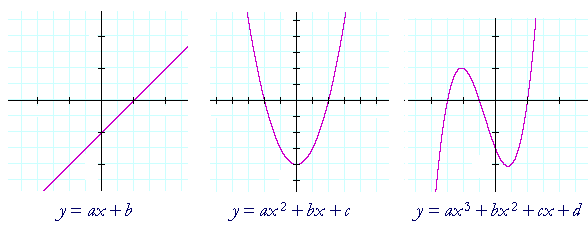 y = ax + b
y = ax² + bx + c
y = ax³ + bx² + cx + d